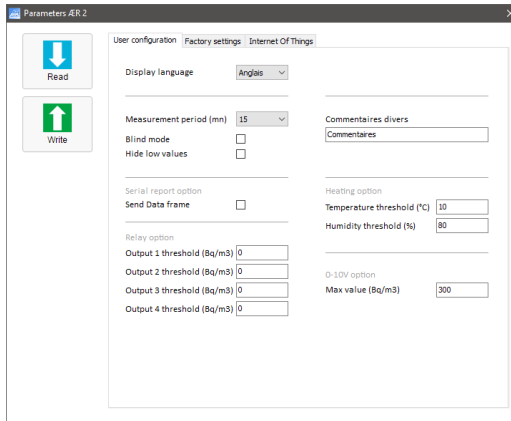 Parameters ÆR 2
Read
Write
User configuration Factory settings Internet Of Things
Display language Anglais
Measurement period (mn) 15
Blind mode
Hide low values
Commentaires divers
Commentaires
Serial report option
Send Data frame
Heating option
Temperature threshold (°C) 10
Humidity threshold (%) 80
Relay option
Output 1 threshold (Bq/m3) 0
Output 2 threshold (Bq/m3) 0
Output 3 threshold (Bq/m3) 0
Output 4 threshold (Bq/m3) 0
0-10V option
Max value (Bq/m3) 300